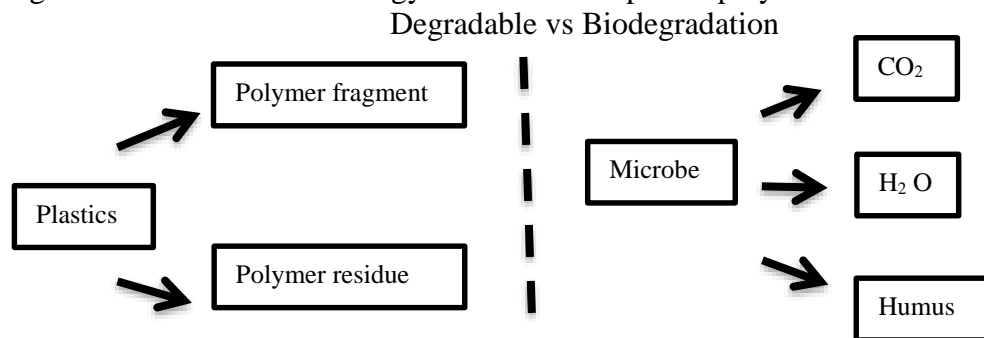 Degradable vs Biodegradation
Polymer fragment
Plastics
Polymer residue
Microbe
CO₂
H₂ O
Humus